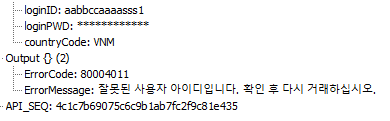 loginID: aabbccaaaasss1
loginPWD: ************
countryCode: VNM
Output {} (2)
ErrorCode: 80004011
ErrorMessage: 잘못된 사용자 아이디입니다. 확인 후 다시 거래하십시오.
API_SEQ: 4c1c7b69075c6c9b1ab7fc2f9c81e435